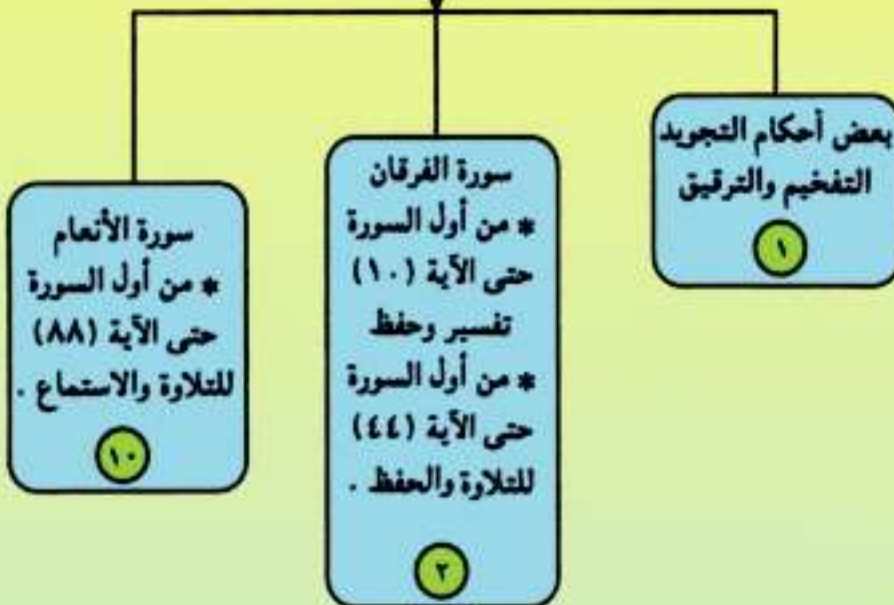 بعض أحكام التجويد
التفخيم والترقيق
١
سورة الفرقان
* من أول السورة
حتى الآية (١٠)
تفسير وحفظ
* من أول السورة
حتى الآية (٤٤)
للتلاوة والحفظ .
٢
سورة الأنعام
* من أول السورة
حتى الآية (٨٨)
للتلاوة والاستماع .
١٠